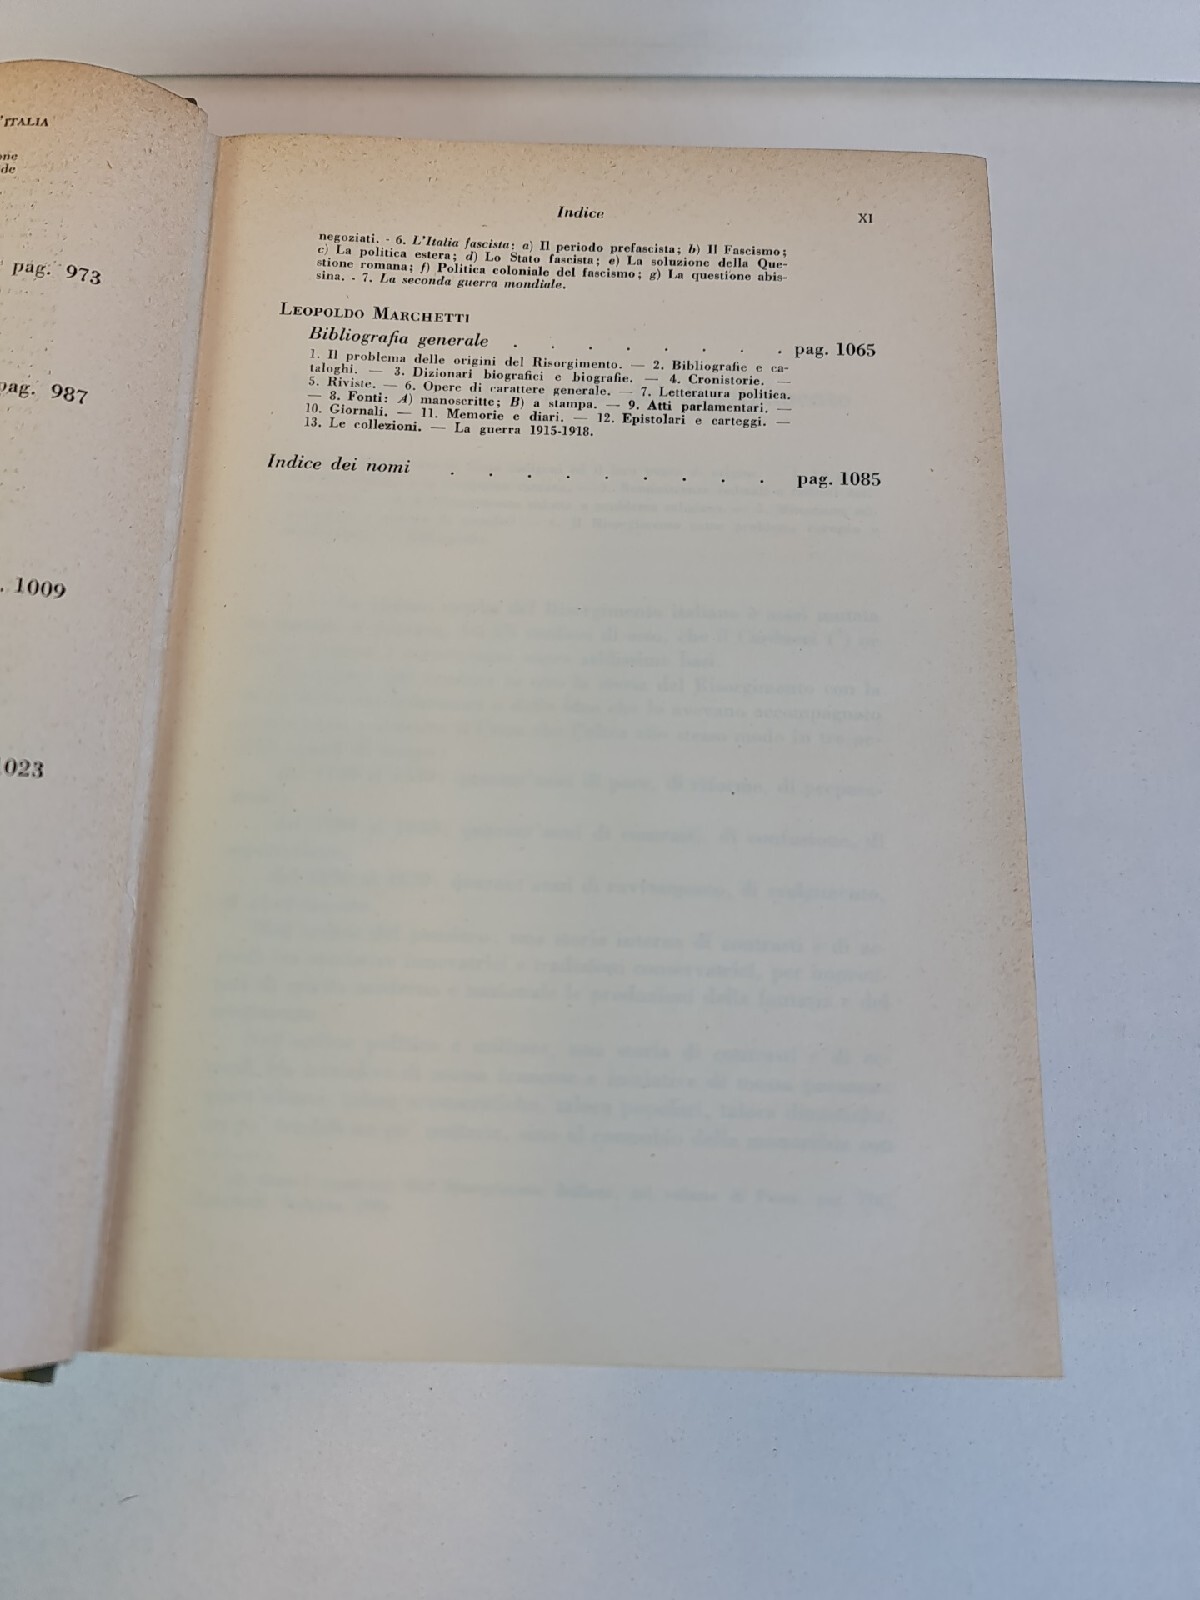 'ITALIA
one
de
pag. 973
pag. 987
. 1009
1023
Indice
XI
negoziati. - 6. L'Italia fascista: a) Il periodo prefascista; b) Il Fascismo;
c) La politica estera; d) Lo Stato fascista; e) La soluzione della Que-
stione romana; f) Politica coloniale del fascismo; g) La questione abis-
sina. - 7. La seconda guerra mondiale.
LEOPOLDO MARCHETTI
Bibliografia generale . . . . . . . . pag. 1065
1. Il problema delle origini del Risorgimento. — 2. Bibliografie e ca-
taloghi. — 3. Dizionari biografici e biografie. — 4. Cronistorie. —
5. Riviste. — 6. Opere di carattere generale. — 7. Letteratura politica.
— 8. Fonti: A) manoscritte; B) a stampa. — 9. Atti parlamentari. —
10. Giornali. — 11. Memorie e diari. — 12. Epistolari e carteggi. —
13. Le collezioni. — La guerra 1915-1918.
Indice dei nomi . . . . . . . . . pag. 1085